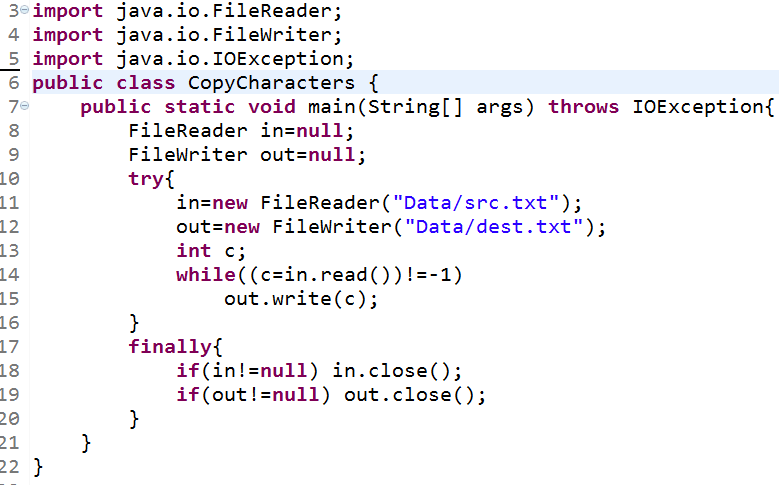 3 import java.io.FileReader;
4 import java.io.FileWriter;
5 import java.io.IOException;
6 public class CopyCharacters {
7     public static void main(String[] args) throws IOException{
8         FileReader in=null;
9         FileWriter out=null;
10         try{
11             in=new FileReader("Data/src.txt");
12             out=new FileWriter("Data/dest.txt");
13             int c;
14             while((c=in.read())!=-1)
15                 out.write(c);
16         }
17         finally{
18             if(in!=null) in.close();
19             if(out!=null) out.close();
20         }
21     }
22 }